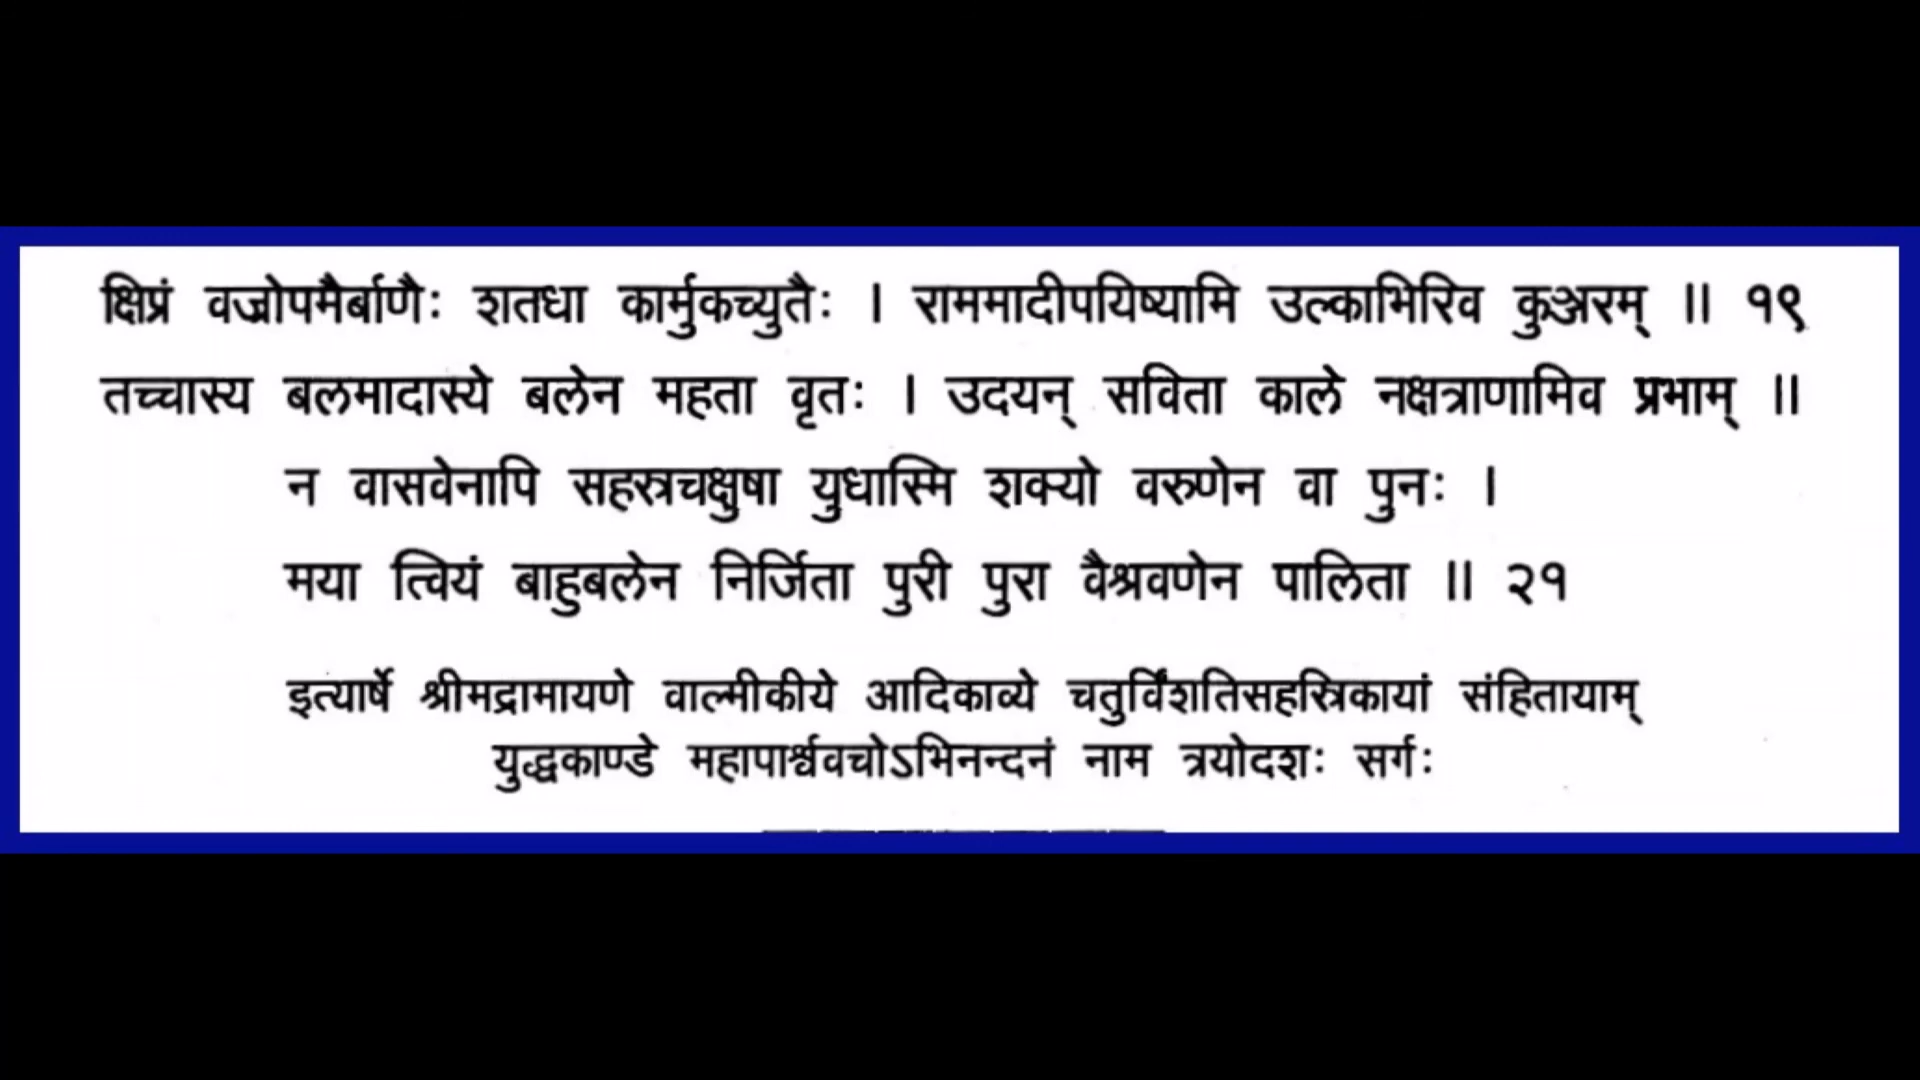 क्षिप्रं वज्रोपमैर्बाणैः शतधा कार्मुकच्युतैः । राममादीपयिष्यामि उल्काभिरिव कुञ्जरम् ॥ १९
तच्चास्य बलमादास्ये बलेन महता वृतः । उदयन् सविता काले नक्षत्राणामिव प्रभाम् ॥
न वासवेनापि सहस्रचक्षुषा युधास्मि शक्यो वरुणेन वा पुनः ।
मया त्वियं बाहुबलेन निर्जिता पुरी पुरा वैश्रवणेन पालिता ॥ २१
इत्यार्षे श्रीमद्रामायणे वाल्मीकीये आदिकाव्ये चतुर्विंशतिसहस्रिकायां संहितायाम्
युद्धकाण्डे महापार्श्ववचोऽभिनन्दनं नाम त्रयोदशः सर्गः